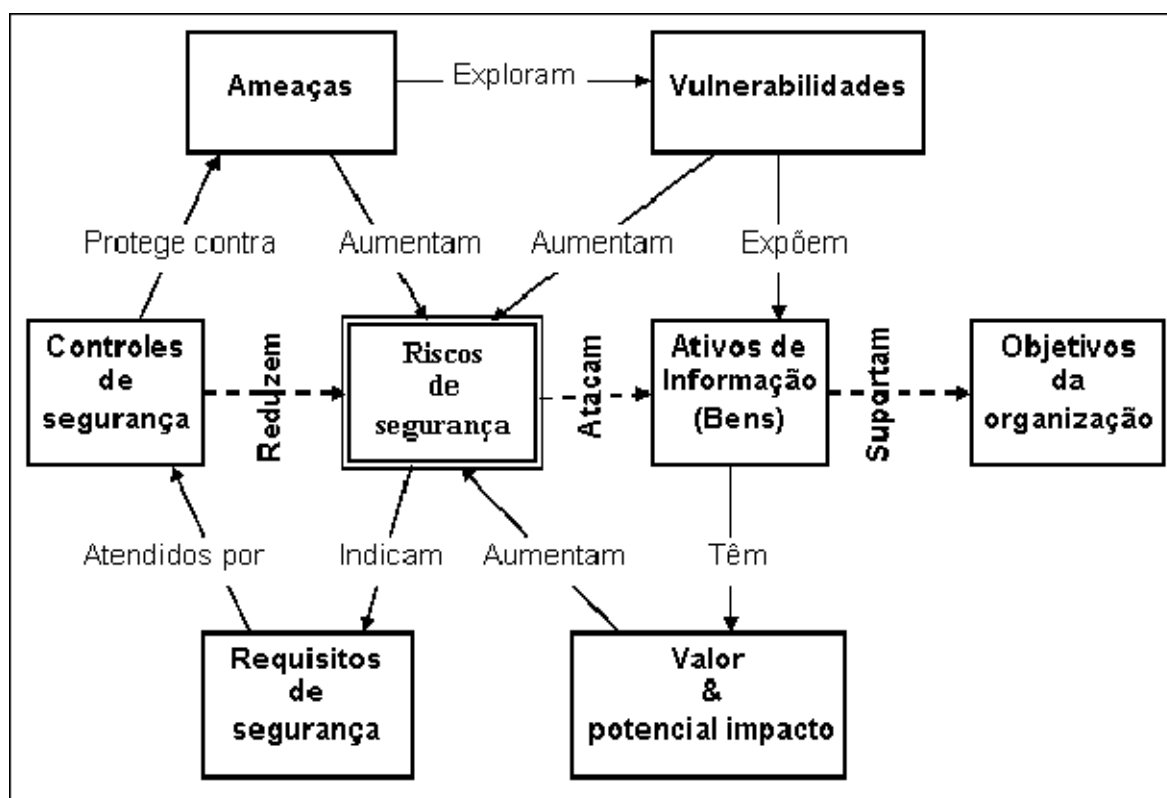 Ameaças
Exploram
Vulnerabilidades
Protege contra
Aumentam
Aumentam
Expõem
Controles
de
segurança
Reduzem
Riscos
de
segurança
Atacam
Ativos de
Informação
(Bens)
Suportam
Objetivos
da
organização
Atendidos por
Indicam
Aumentam
Têm
Requisitos
de
segurança
Valor
&
potencial impacto